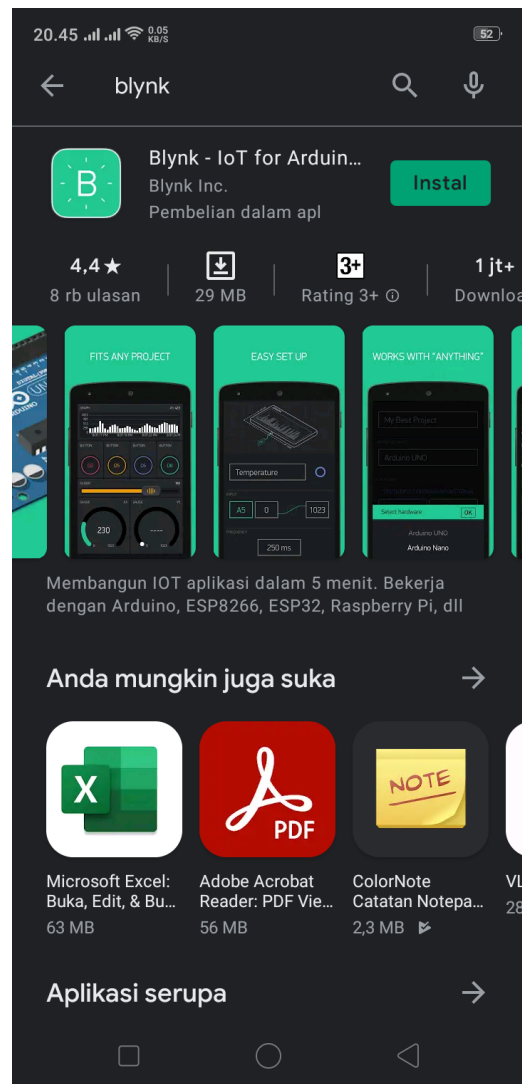 20.45
0.05
KB/S
52
blynk
B
Blynk - IoT for Arduin...
Blynk Inc.
Pembelian dalam apl
Instal
4,4★
8 rb ulasan
29 MB
3+
Rating 3+
1 jt+
Downloa
FITS ANY PROJECT
EASY SET UP
WORKS WITH "ANYTHING"
230
Temperature
A5
0
1023
250 ms
My Best Project
Arduino UNO
Select hardware
OK
Arduino UNO
Arduino Nano
Membangun IOT aplikasi dalam 5 menit. Bekerja
dengan Arduino, ESP8266, ESP32, Raspberry Pi, dll
Anda mungkin juga suka
X
PDF
NOTE
Microsoft Excel:
Buka, Edit, & Bu...
63 MB
Adobe Acrobat
Reader: PDF Vie...
56 MB
ColorNote
Catatan Notepa...
2,3 MB
VL
28
Aplikasi serupa